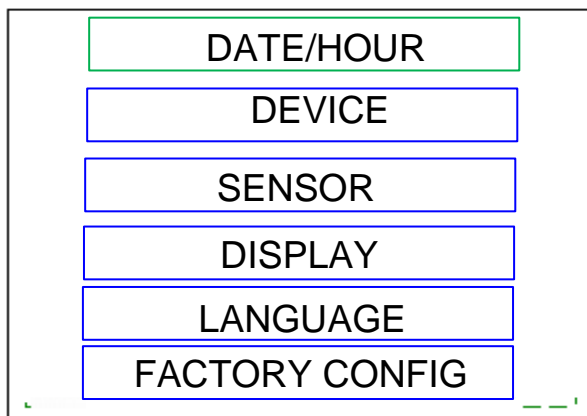 DATE/HOUR
DEVICE
SENSOR
DISPLAY
LANGUAGE
FACTORY CONFIG